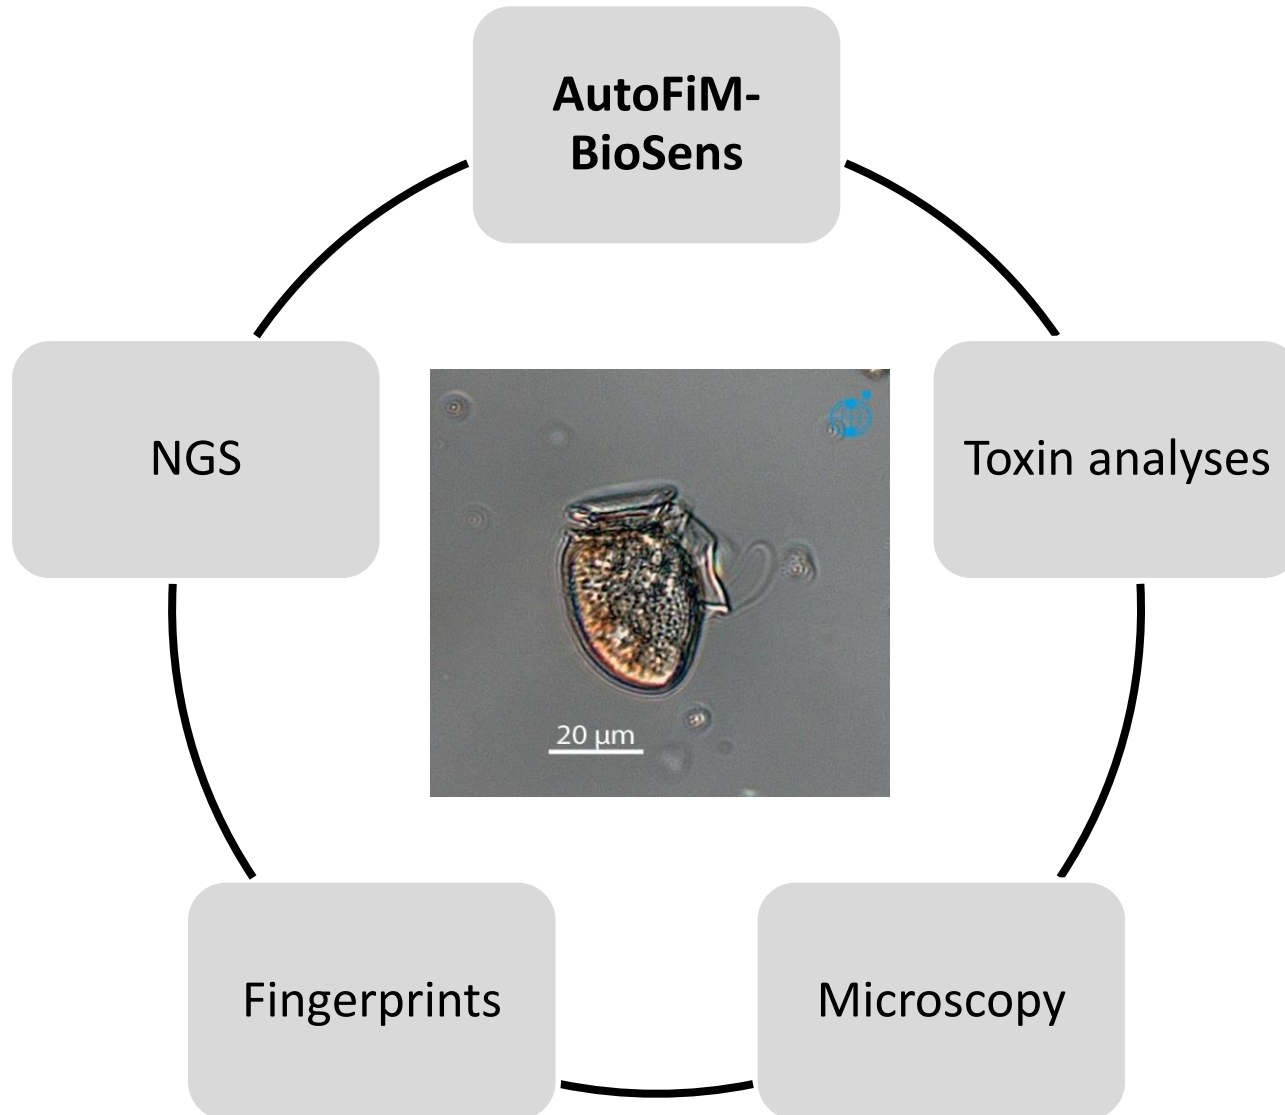 AutoFiM-
BioSens
NGS
Toxin analyses
20 µm
Fingerprints
Microscopy